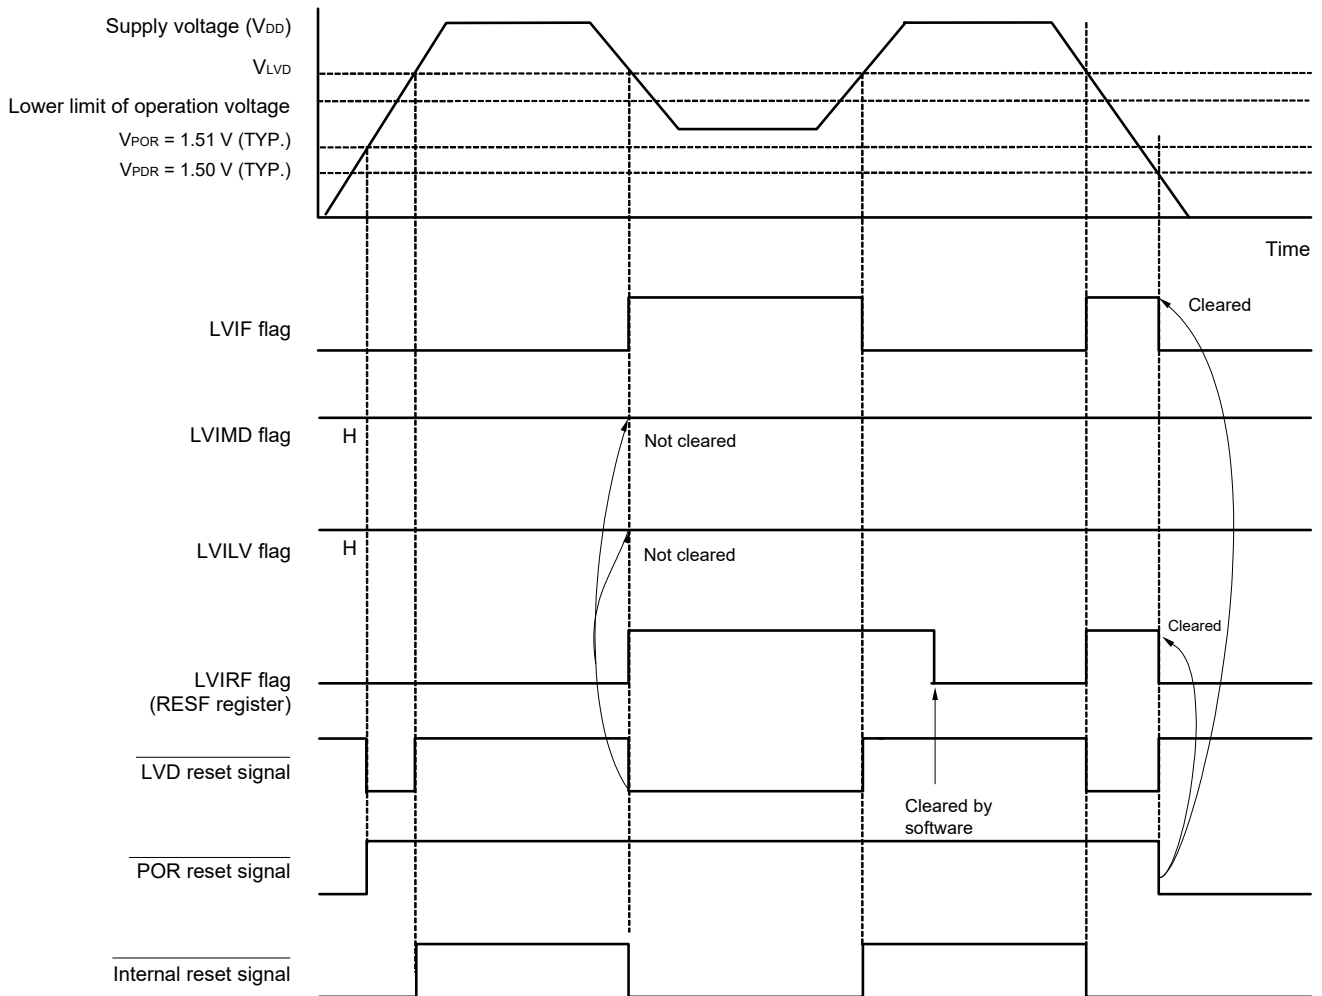 Supply voltage (VDD)
VLVD
Lower limit of operation voltage
VPOR = 1.51 V (TYP.)
VPDR = 1.50 V (TYP.)
Time
LVIF flag
Cleared
LVIMD flag
H
Not cleared
LVILV flag
H
Not cleared
LVIRF flag
(RESF register)
Cleared
LVD reset signal
Cleared by
software
POR reset signal
Internal reset signal